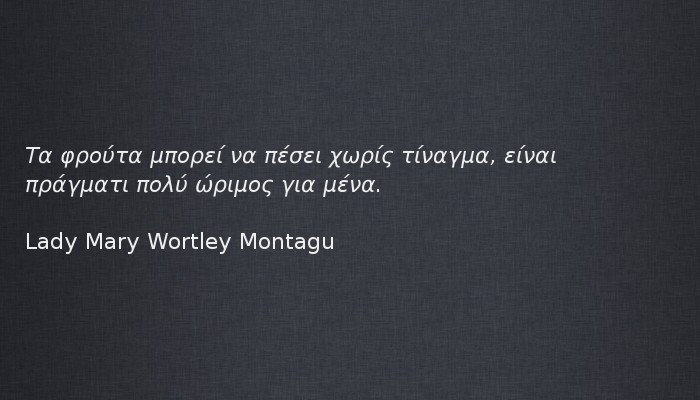 Τα φρούτα μπορεί να πέσει χωρίς τίναγμα, είναι
πράγματι πολύ ώριμος για μένα.
Lady Mary Wortley Montagu